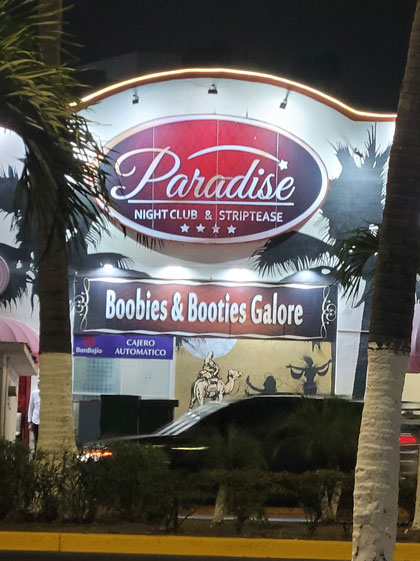 Paradise
NIGHT CLUB & STRIPTEASE
Boobies & Booties Galore
BanBajío
CAJERO
AUTOMATICO